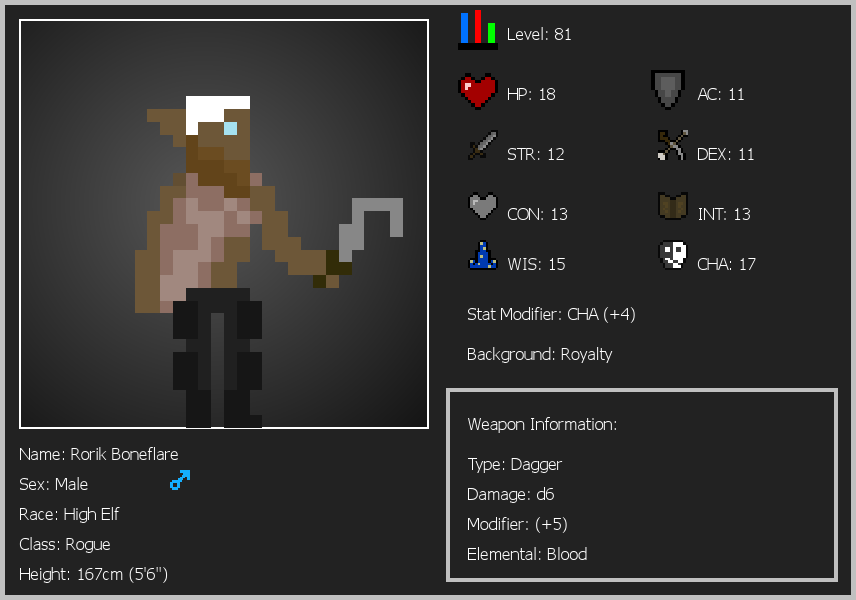 Level: 81
HP: 18
AC: 11
STR: 12
DEX: 11
CON: 13
INT: 13
WIS: 15
CHA: 17
Stat Modifier: CHA (+4)
Background: Royalty
Weapon Information:
Type: Dagger
Damage: d6
Modifier: (+5)
Elemental: Blood
Name: Rorik Boneflare
Sex: Male
Race: High Elf
Class: Rogue
Height: 167cm (5'6")